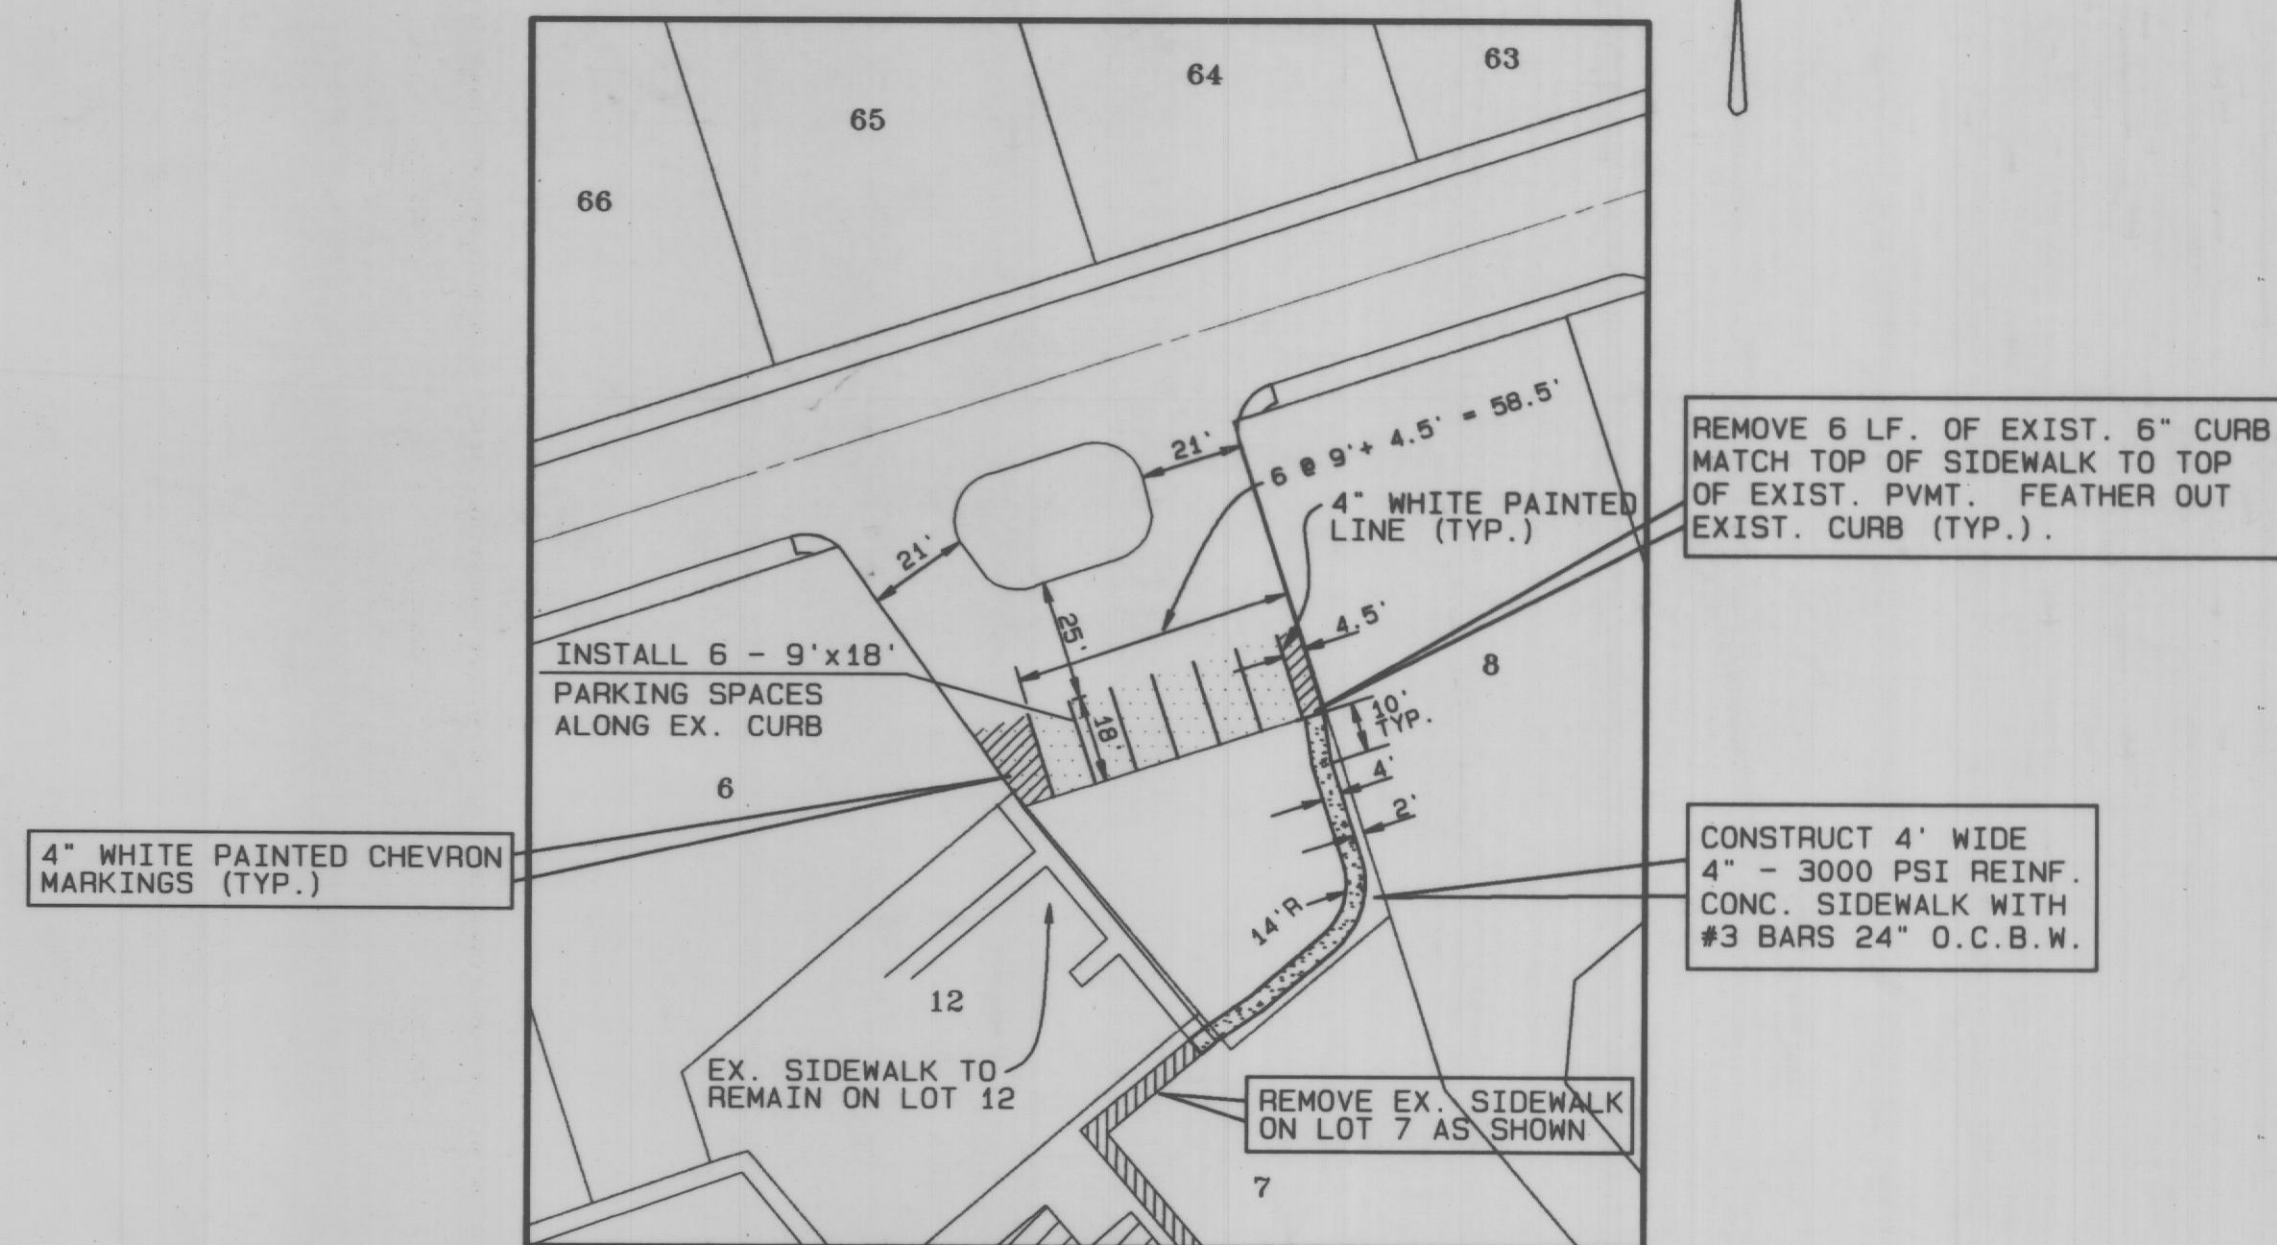 63
64
65
66
6 @ 9'+ 4.5' = 58.5'
21'
4" WHITE PAINTED
LINE (TYP.)
REMOVE 6 LF. OF EXIST. 6" CURB
MATCH TOP OF SIDEWALK TO TOP
OF EXIST. PVMT. FEATHER OUT
EXIST. CURB (TYP.).
21'
25'
4.5'
INSTALL 6 - 9'x18'
PARKING SPACES
ALONG EX. CURB
8
18'
10'
TYP.
6
4'
2'
4" WHITE PAINTED CHEVRON
MARKINGS (TYP.)
CONSTRUCT 4' WIDE
4" - 3000 PSI REINF.
CONC. SIDEWALK WITH
#3 BARS 24" O.C.B.W.
14'R
12
EX. SIDEWALK TO
REMAIN ON LOT 12
REMOVE EX. SIDEWALK
ON LOT 7 AS SHOWN
7